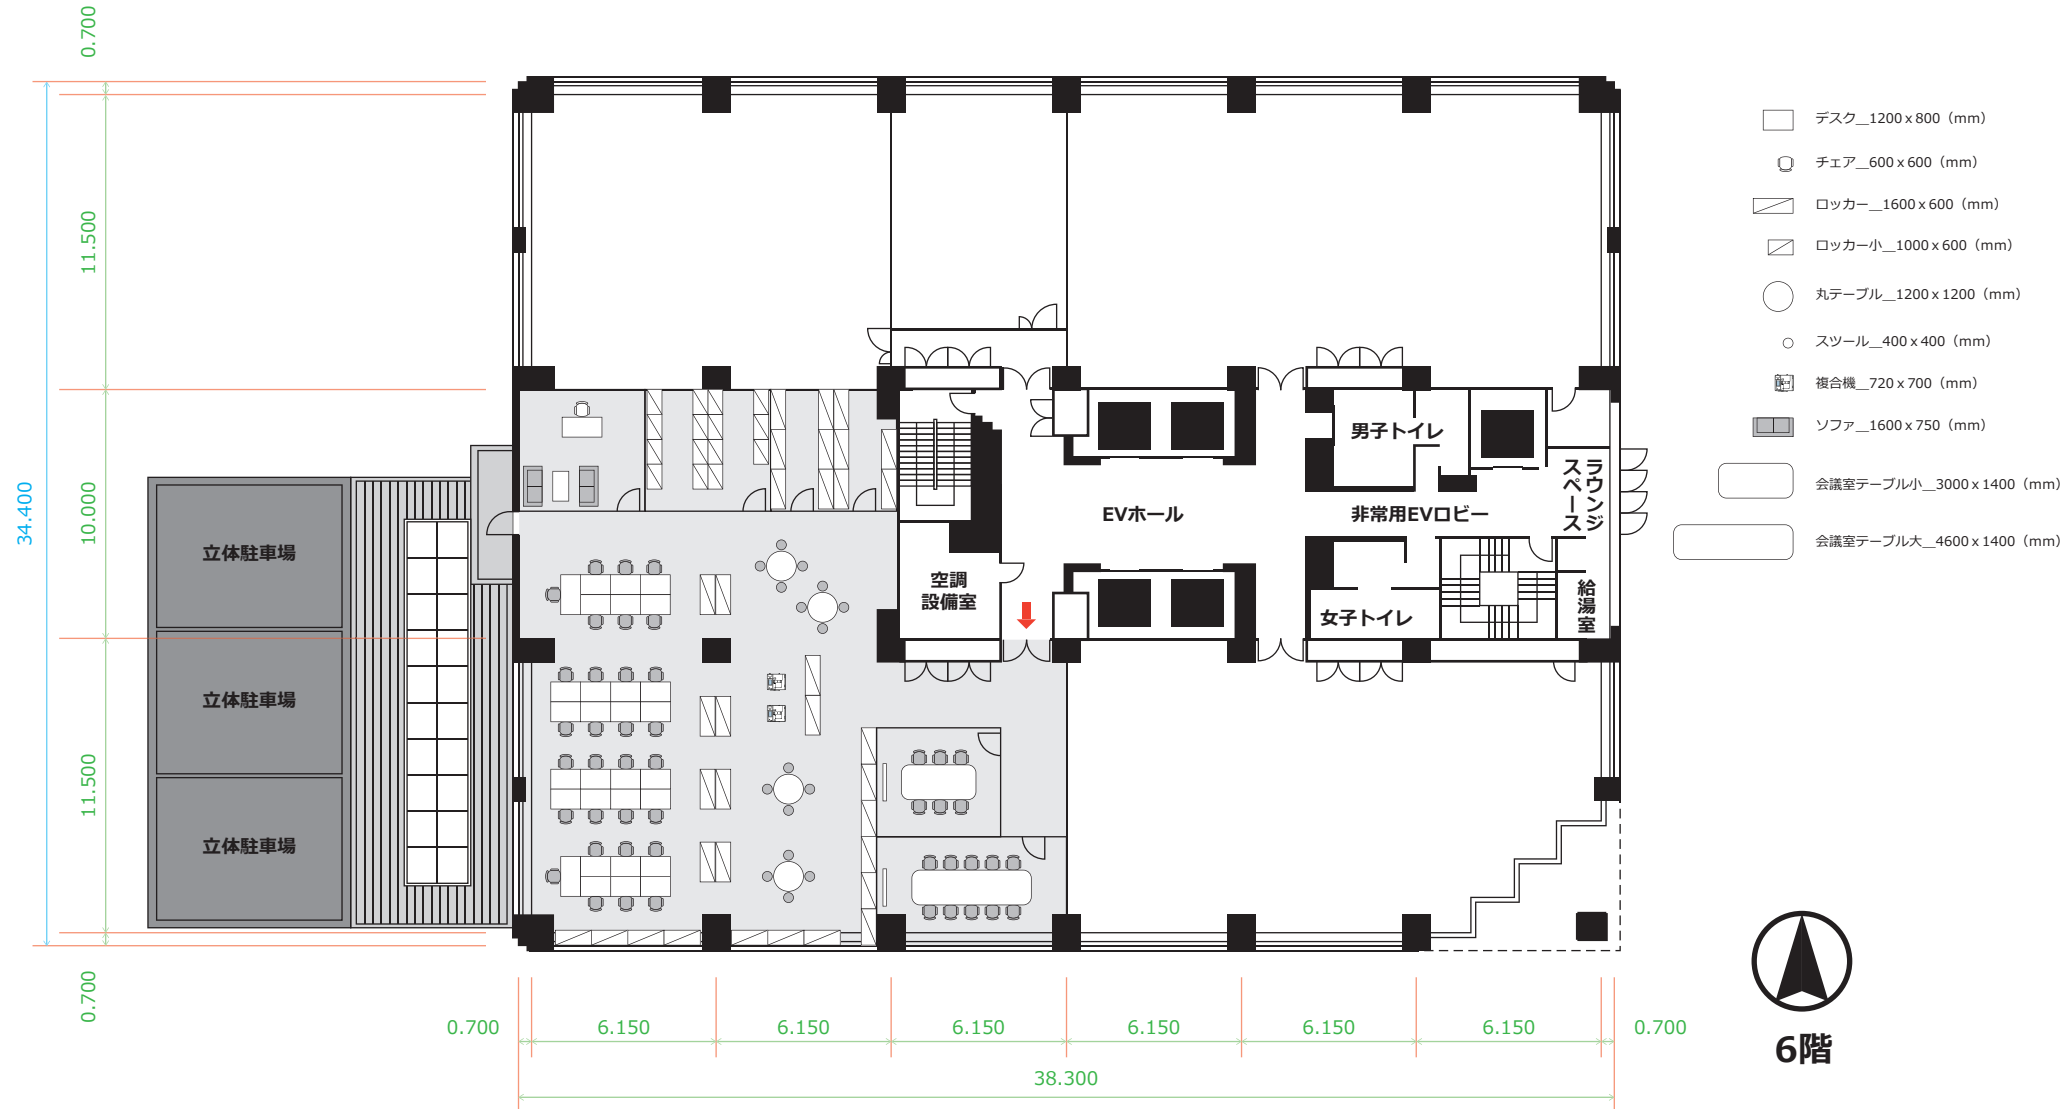 0.700
11.500
34.400
10.000
11.500
0.700
デスク__1200 x 800（mm）
チェア__600 x 600（mm）
ロッカー__1600 x 600（mm）
ロッカー小__1000 x 600（mm）
丸テーブル__1200 x 1200（mm）
スツール__400 x 400（mm）
複合機__720 x 700（mm）
ソファ__1600 x 750（mm）
会議室テーブル小__3000 x 1400（mm）
会議室テーブル大__4600 x 1400（mm）
男子トイレ
ラウンジ
スペース
EVホール
非常用EVロビー
空調
設備室
女子トイレ
給湯室
立体駐車場
立体駐車場
立体駐車場
0.700
6.150
6.150
6.150
6.150
6.150
6.150
0.700
38.300
6階